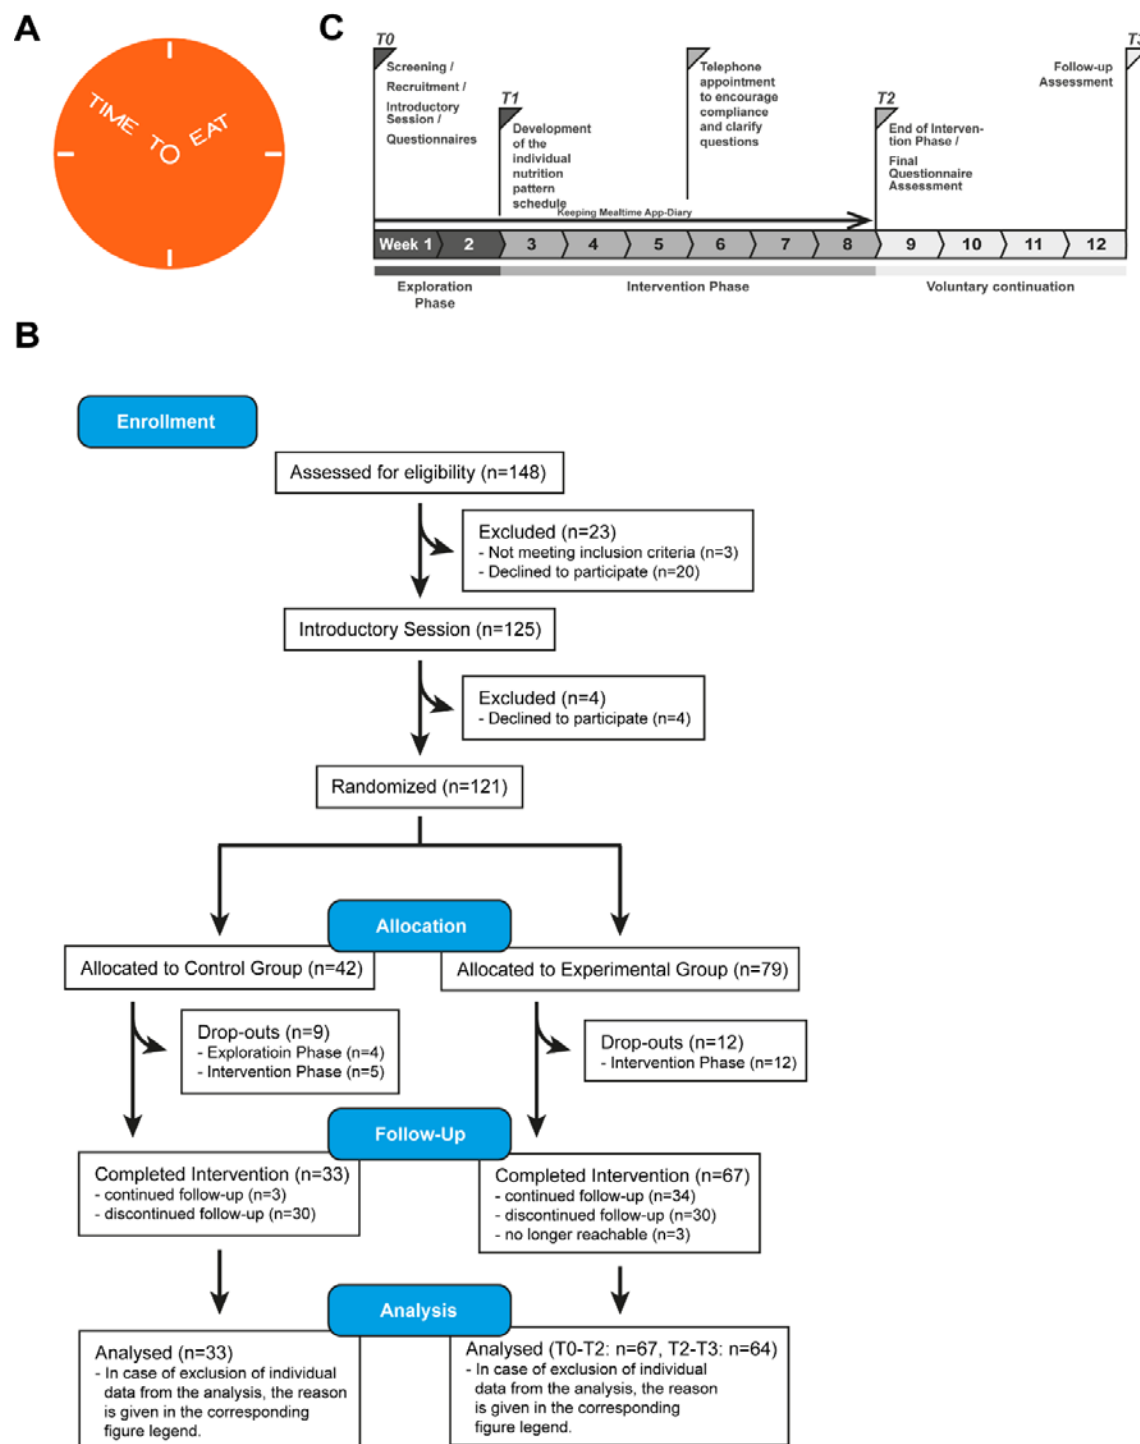 A
TIME TO EAT
C
T0
Screening /
Recruitment /
Introductory
Session /
Questionnaires
T1
Development
of the
individual
nutrition
pattern
schedule
Telephone
appointment
to encourage
compliance
and clarify
questions
T2
End of Interven-
tion Phase /
Final
Questionnaire
Assessment
T3
Follow-up
Assessment
Keeping Mealtime App-Diary
Week 1 2 3 4 5 6 7 8 9 10 11 12
Exploration
Phase
Intervention Phase
Voluntary continuation
B
Enrollment
Assessed for eligibility (n=148)
Excluded (n=23)
- Not meeting inclusion criteria (n=3)
- Declined to participate (n=20)
Introductory Session (n=125)
Excluded (n=4)
- Declined to participate (n=4)
Randomized (n=121)
Allocation
Allocated to Control Group (n=42)
Allocated to Experimental Group (n=79)
Drop-outs (n=9)
- Exploratioin Phase (n=4)
- Intervention Phase (n=5)
Drop-outs (n=12)
- Intervention Phase (n=12)
Follow-Up
Completed Intervention (n=33)
- continued follow-up (n=3)
- discontinued follow-up (n=30)
Completed Intervention (n=67)
- continued follow-up (n=34)
- discontinued follow-up (n=30)
- no longer reachable (n=3)
Analysis
Analysed (n=33)
- In case of exclusion of individual
data from the analysis, the reason
is given in the corresponding
figure legend.
Analysed (T0-T2: n=67, T2-T3: n=64)
- In case of exclusion of individual
data from the analysis, the reason
is given in the corresponding
figure legend.